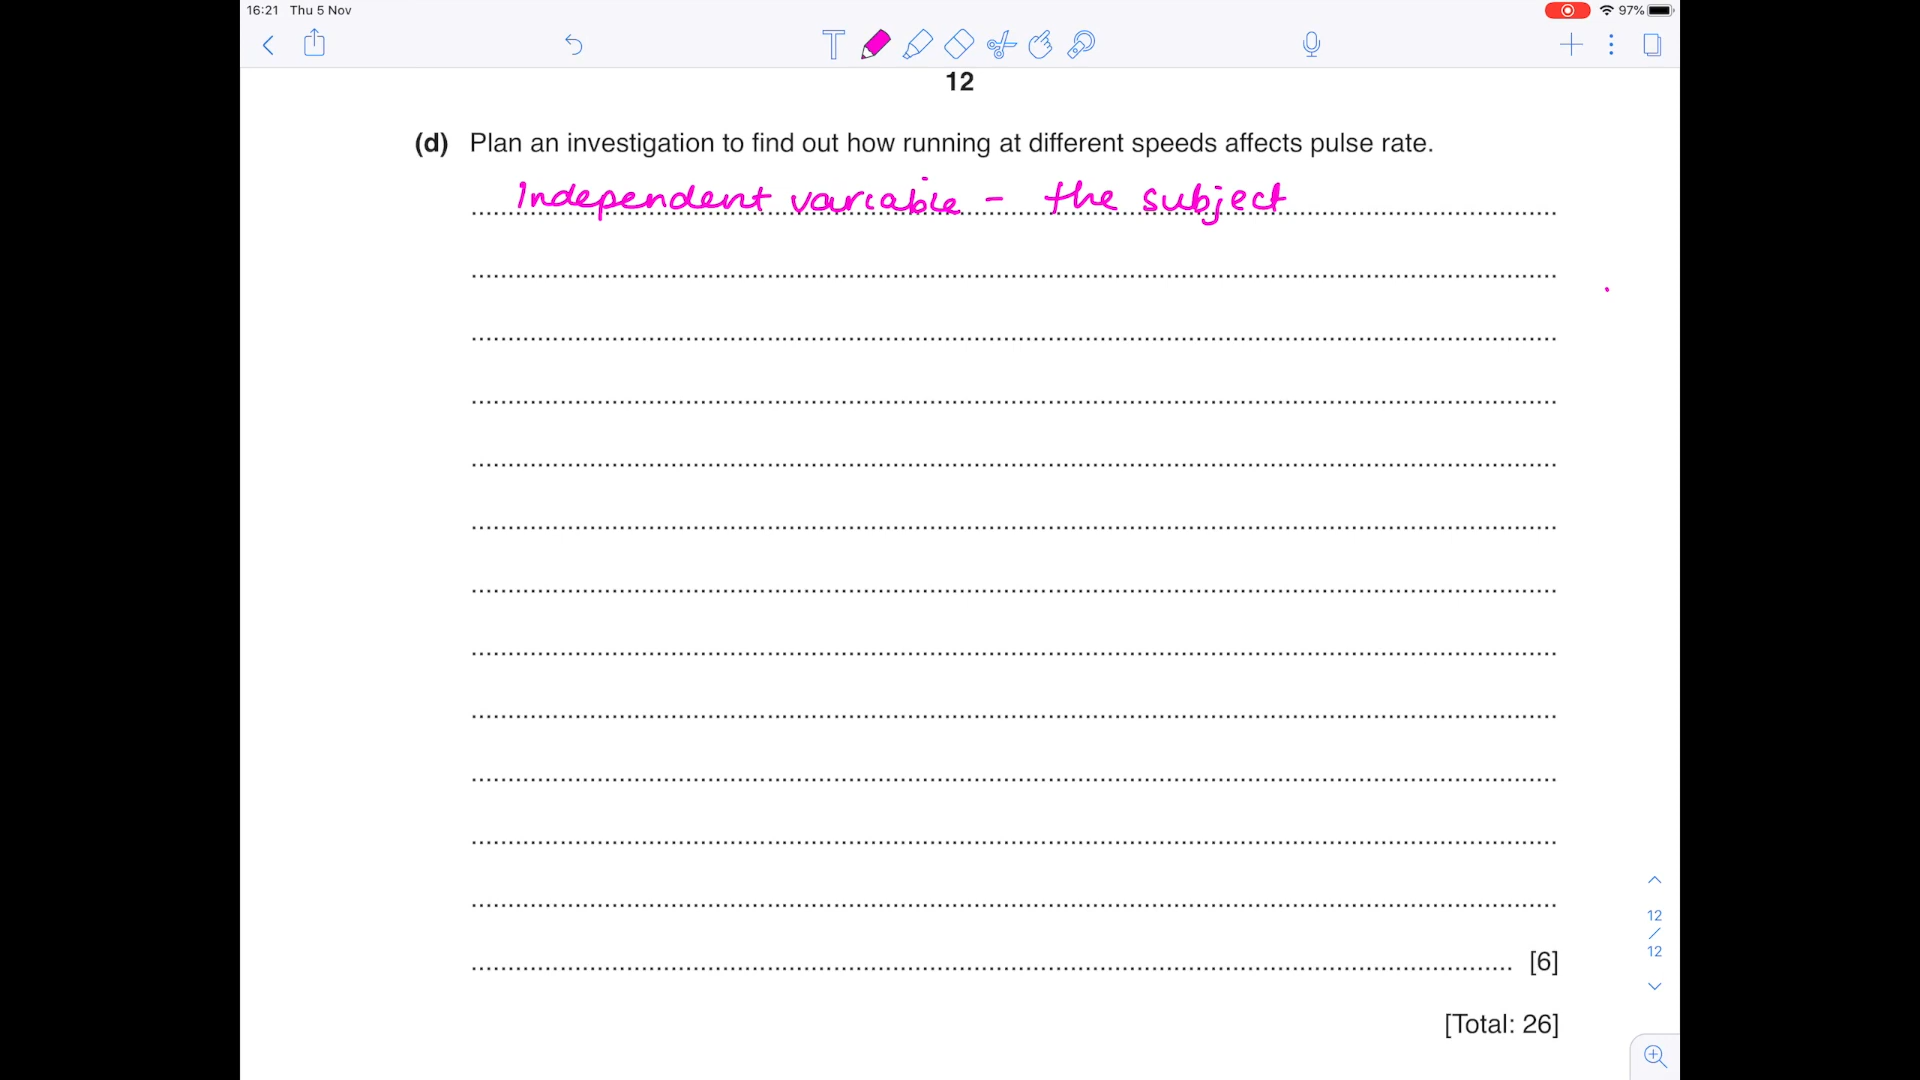 16:21 Thu 5 Nov
97%
T
12
(d) Plan an investigation to find out how running at different speeds affects pulse rate.
Independent variable - the subject
12
/
12
[6]
[Total: 26]